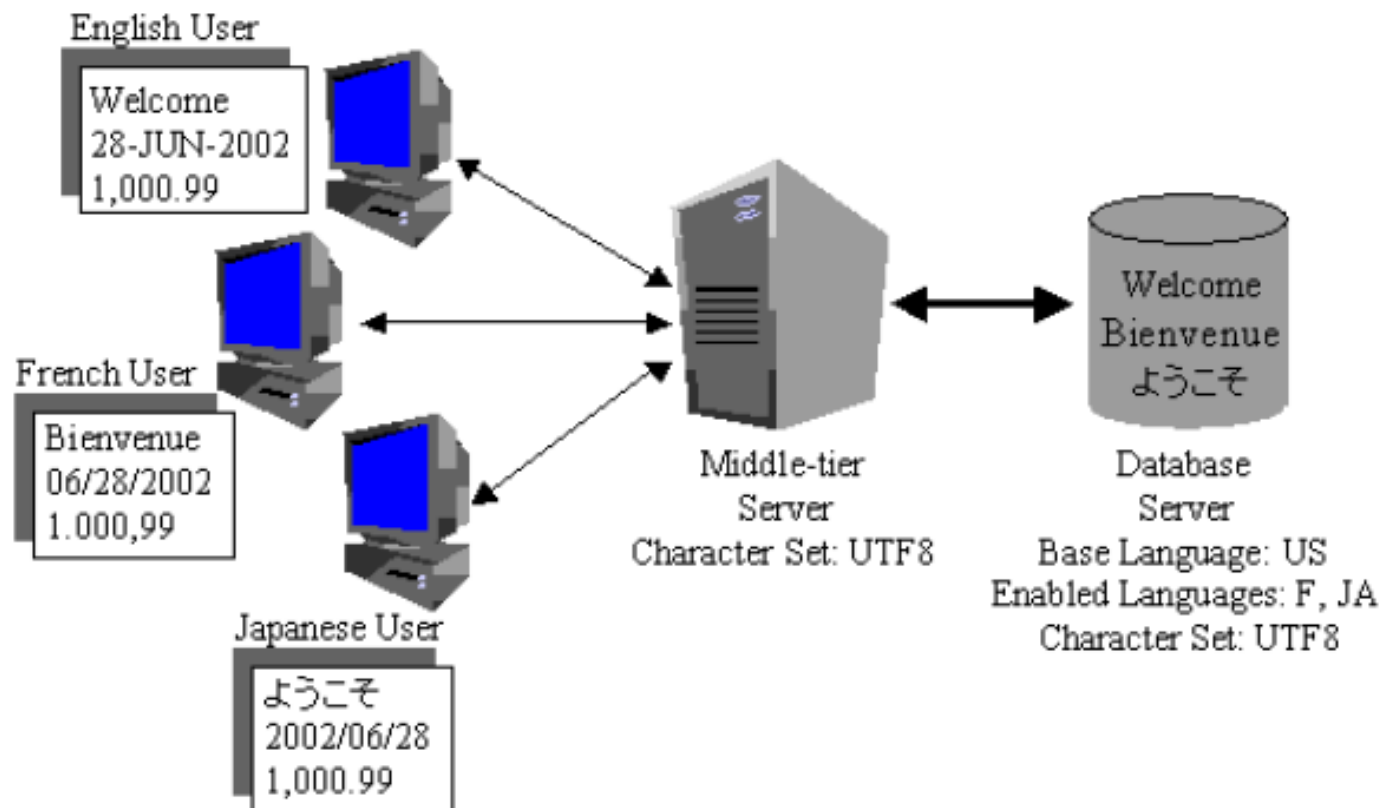 English User
Welcome
28-JUN-2002
1,000.99
French User
Bienvenue
06/28/2002
1.000,99
Japanese User
ようこそ
2002/06/28
1,000.99
Middle-tier
Server
Character Set: UTF8
Welcome
Bienvenue
ようこそ
Database
Server
Base Language: US
Enabled Languages: F, JA
Character Set: UTF8